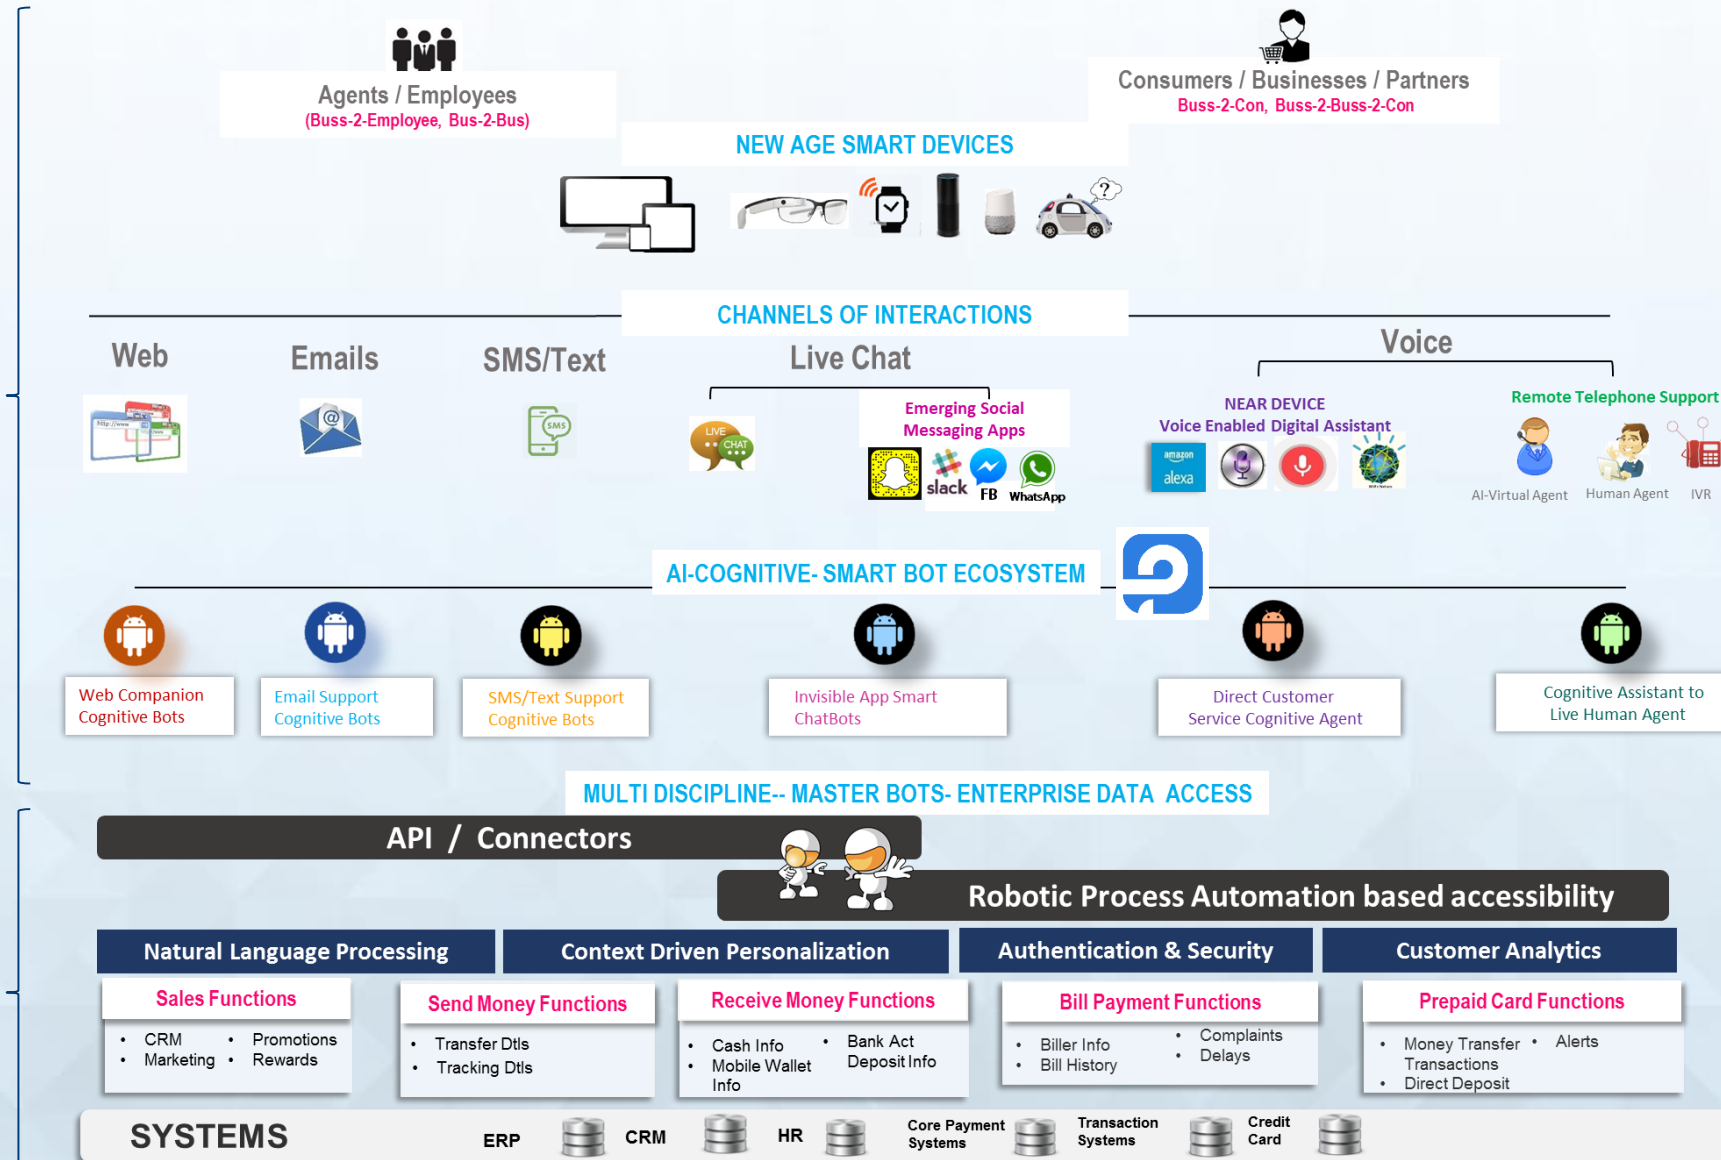 Agents / Employees
(Buss-2-Employee, Bus-2-Bus)
Consumers / Businesses / Partners
Buss-2-Con, Buss-2-Buss-2-Con
NEW AGE SMART DEVICES
?
CHANNELS OF INTERACTIONS
Web
Emails
SMS/Text
Live Chat
Voice
http://www
@
SMS
LIVE
CHAT
Emerging Social
Messaging Apps
slack
FB
WhatsApp
NEAR DEVICE
Voice Enabled Digital Assistant
amazon
alexa
Remote Telephone Support
AI-Virtual Agent
Human Agent
IVR
AI-COGNITIVE- SMART BOT ECOSYSTEM
Web Companion
Cognitive Bots
Email Support
Cognitive Bots
SMS/Text Support
Cognitive Bots
Invisible App Smart
ChatBots
Direct Customer
Service Cognitive Agent
Cognitive Assistant to
Live Human Agent
MULTI DISCIPLINE-- MASTER BOTS- ENTERPRISE DATA ACCESS
API / Connectors
Robotic Process Automation based accessibility
Natural Language Processing
Context Driven Personalization
Authentication & Security
Customer Analytics
Sales Functions
• CRM
• Marketing
• Promotions
• Rewards
Send Money Functions
• Transfer Dtls
• Tracking Dtls
Receive Money Functions
• Cash Info
• Mobile Wallet
Info
• Bank Act
Deposit Info
Bill Payment Functions
• Biller Info
• Bill History
• Complaints
• Delays
Prepaid Card Functions
• Money Transfer
Transactions
• Direct Deposit
• Alerts
SYSTEMS
ERP
CRM
HR
Core Payment
Systems
Transaction
Systems
Credit
Card